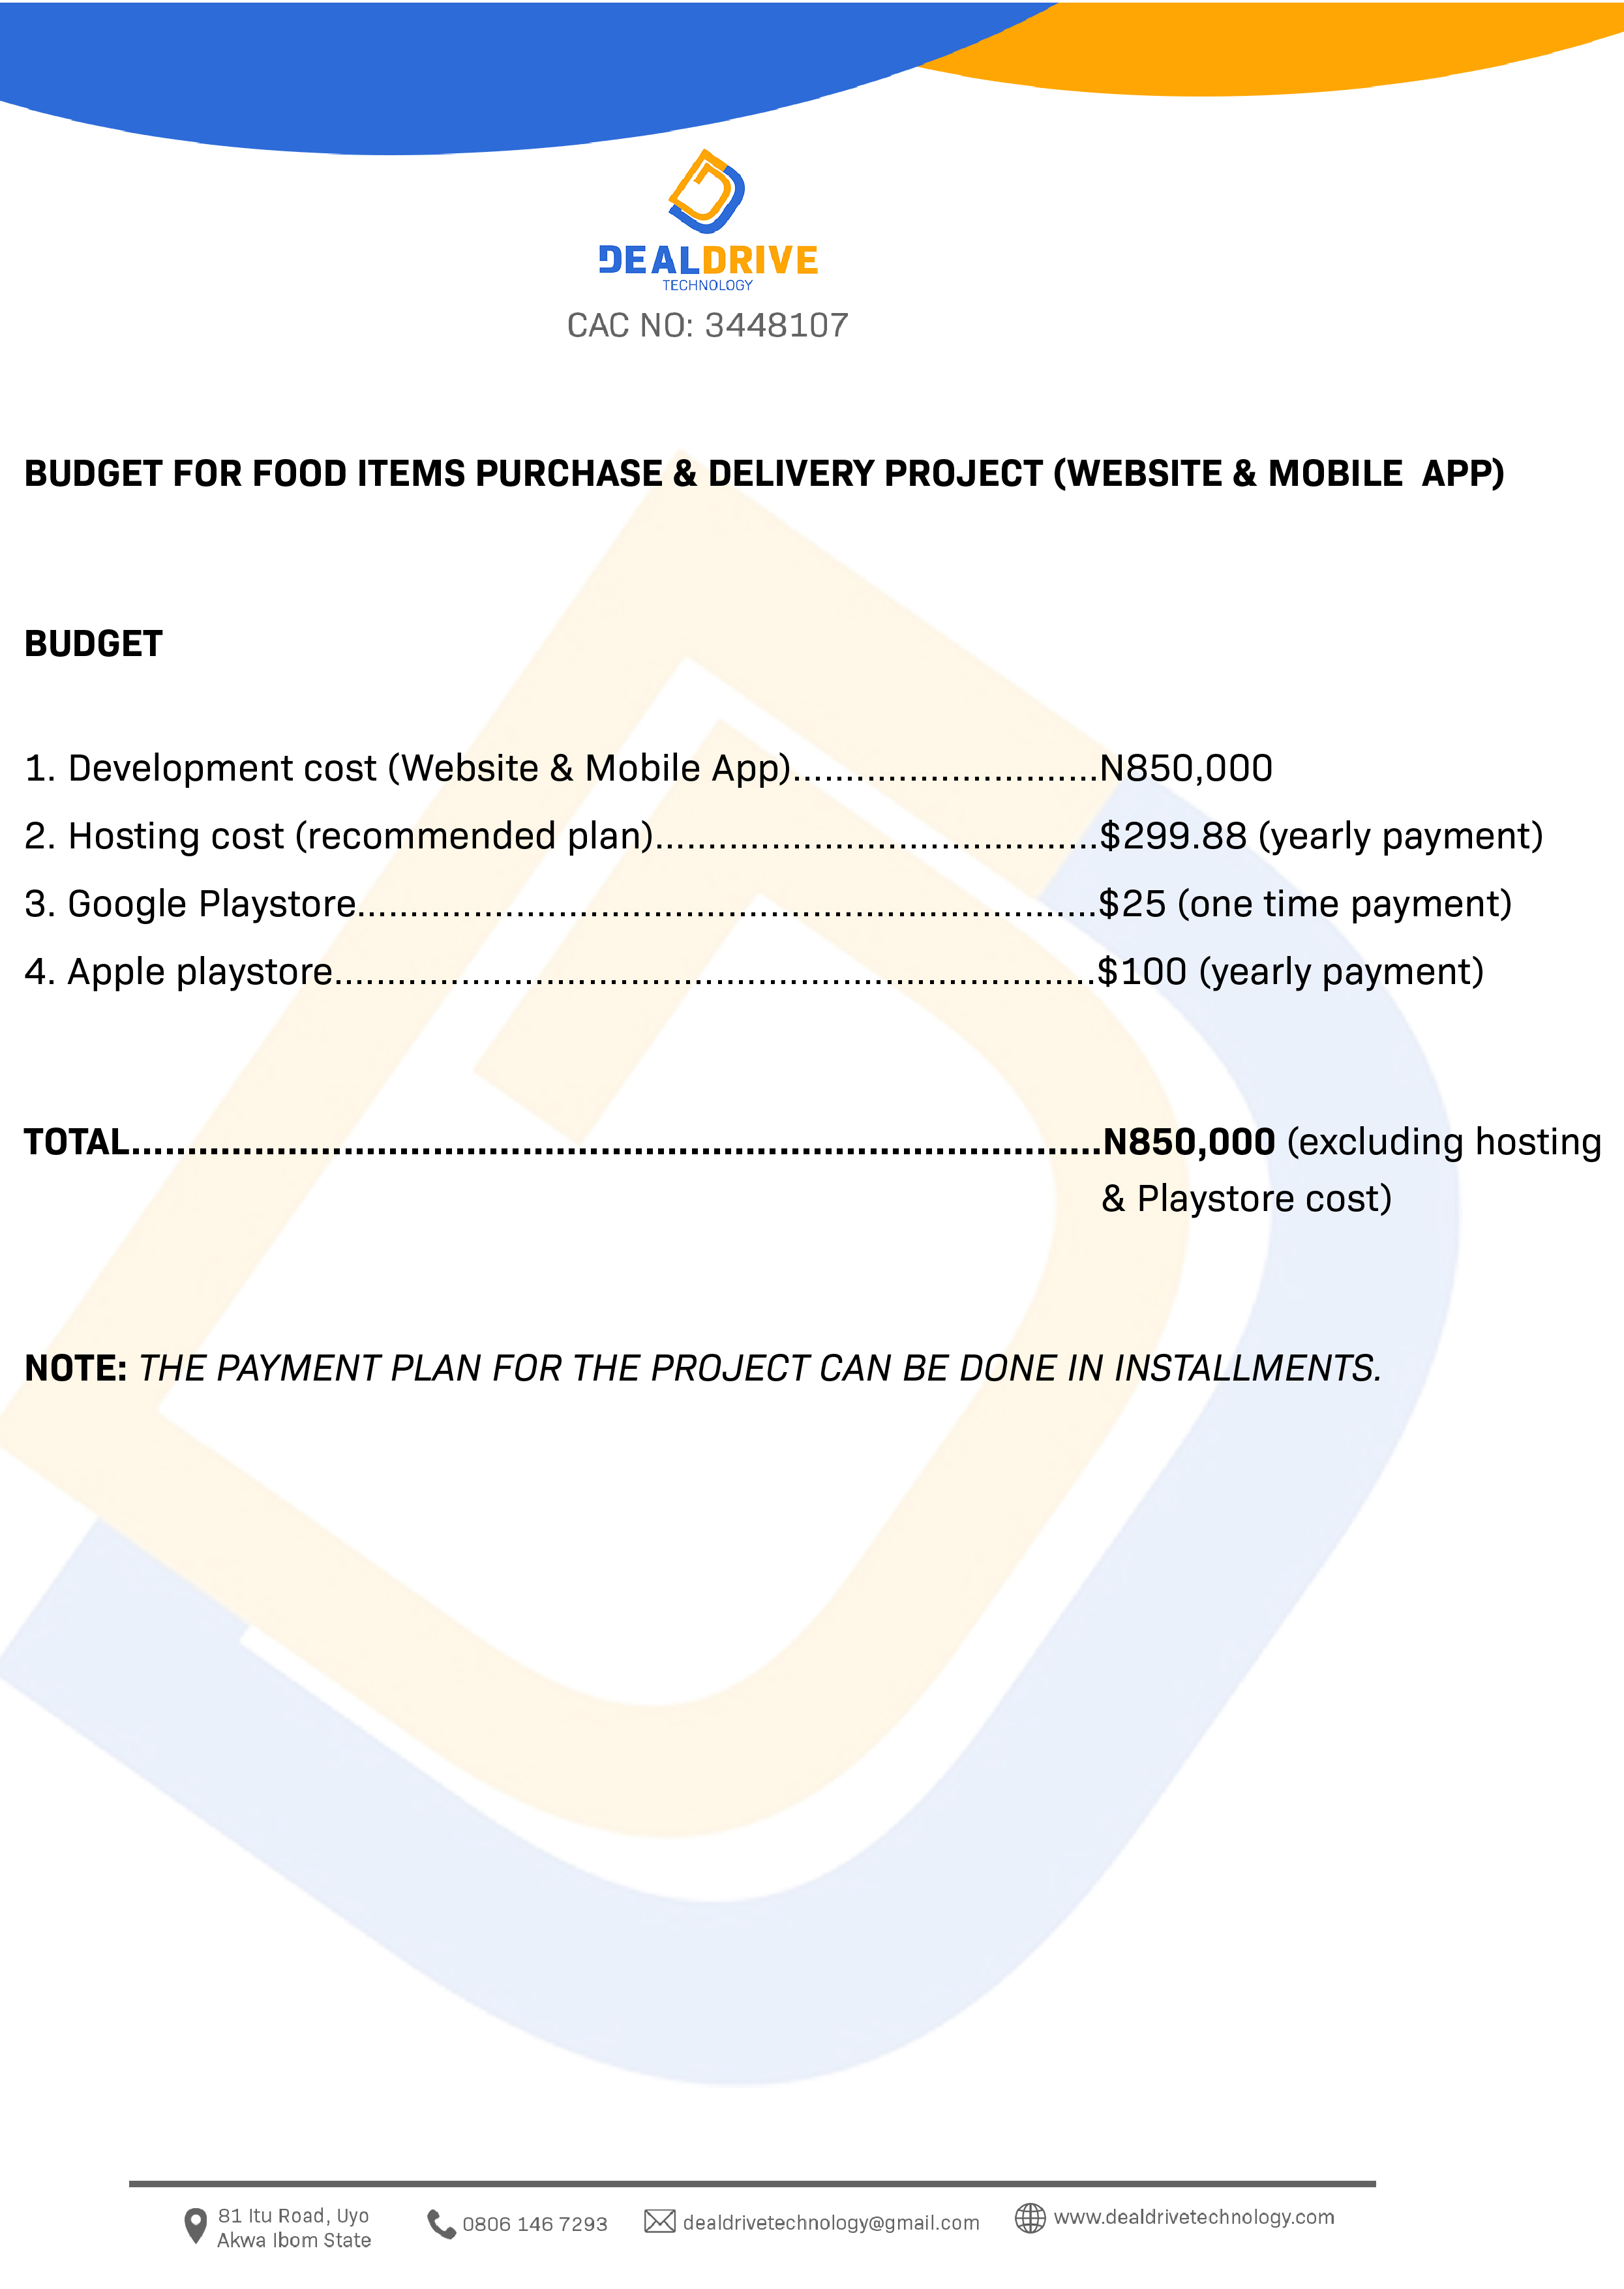 DEALDRIVE
TECHNOLOGY
CAC NO: 3448107
BUDGET FOR FOOD ITEMS PURCHASE & DELIVERY PROJECT (WEBSITE & MOBILE  APP)
BUDGET
1. Development cost (Website & Mobile App).............................N850,000
2. Hosting cost (recommended plan)..........................................$299.88 (yearly payment)
3. Google Playstore......................................................................$25 (one time payment)
4. Apple playstore........................................................................$100 (yearly payment)
TOTAL............................................................................................N850,000 (excluding hosting
& Playstore cost)
NOTE: THE PAYMENT PLAN FOR THE PROJECT CAN BE DONE IN INSTALLMENTS.
81 Itu Road, Uyo
Akwa Ibom State
0806 146 7293
dealdrivetechnology@gmail.com
www.dealdrivetechnology.com